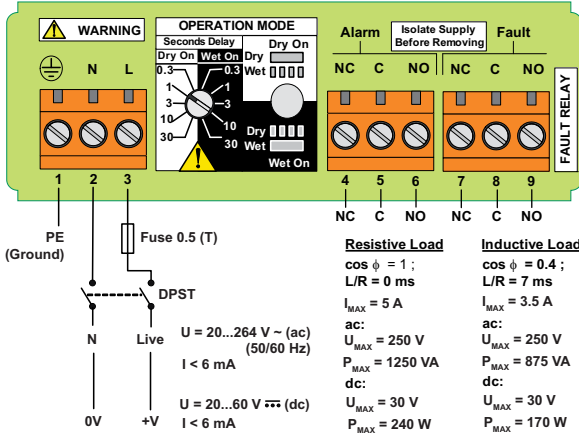 WARNING
N L
OPERATION MODE
Seconds Delay
Dry On Wet On
0.3 0.3
1 1
3 3
10 10
30 30
Dry On
Dry
Wet
Dry
Wet
Wet On
Alarm
Isolate Supply
Before Removing
Fault
NC C NO NC C NO
FAULT RELAY
1 2 3 4 5 6 7 8 9
NC C NO NC C NO
PE
(Ground)
Fuse 0.5 (T)
DPST
N Live
0V +V
U = 20...264 V ~ (ac)
(50/60 Hz)
I < 6 mA
U = 20...60 V ⎓ (dc)
I < 6 mA
Resistive Load
cos ϕ = 1 ;
L/R = 0 ms
IMAX = 5 A
ac:
UMAX = 250 V
PMAX = 1250 VA
dc:
UMAX = 30 V
PMAX = 240 W
Inductive Load
cos ϕ = 0.4 ;
L/R = 7 ms
IMAX = 3.5 A
ac:
UMAX = 250 V
PMAX = 875 VA
dc:
UMAX = 30 V
PMAX = 170 W